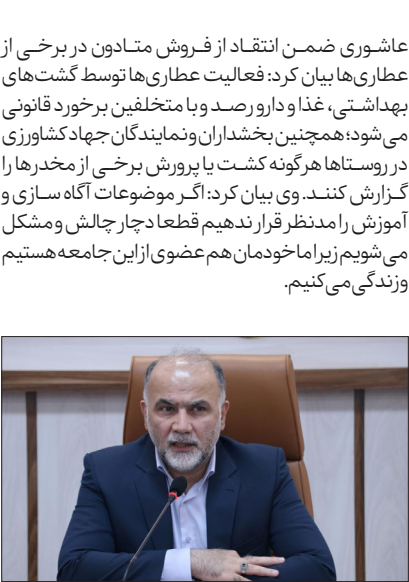 عاشوری ضمن انتقاد از فروش متادون در برخی از
عطاری‌ها بیان کرد: فعالیت عطاری‌ها توسط گشت‌های
بهداشتی، غذا و دارو رصد و با متخلفین برخورد قانونی
می‌شود؛ همچنین بخشداران و نمایندگان جهاد کشاورزی
در روستاها هرگونه کشت یا پرورش برخی از مخدرها را
گزارش کنند. وی بیان کرد: اگر موضوعات آگاه سازی و
آموزش را مدنظر قرار ندهیم قطعا دچار چالش و مشکل
می‌شویم زیرا ما خودمان هم عضوی از این جامعه هستیم
و زندگی می‌کنیم.